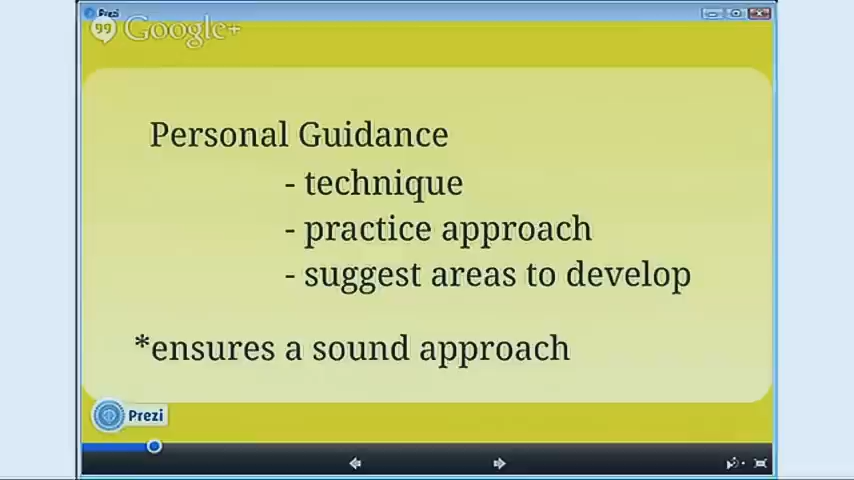 Prezi
Google+
Personal Guidance
- technique
- practice approach
- suggest areas to develop
*ensures a sound approach
Prezi